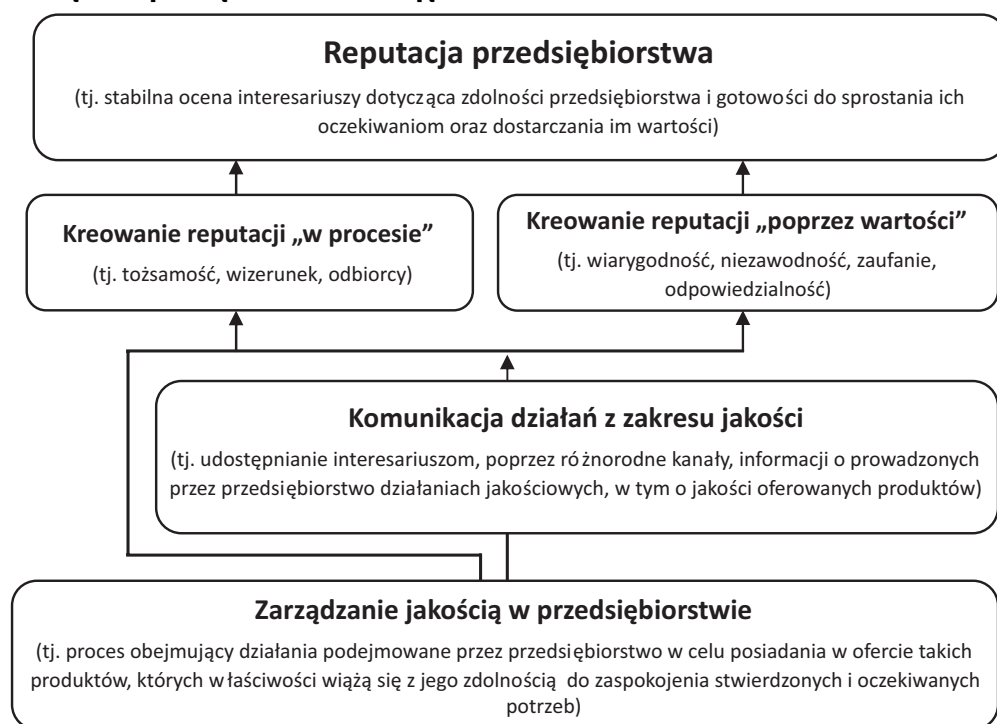 Reputacja przedsiębiorstwa
(tj. stabilna ocena interesariuszy dotycząca zdolności przedsiębiorstwa i gotowości do sprostania ich
oczekiwaniom oraz dostarczania im wartości)
Kreowanie reputacji „w procesie”
(tj. tożsamość, wizerunek, odbiorcy)
Kreowanie reputacji „poprzez wartości”
(tj. wiarygodność, niezawodność, zaufanie,
odpowiedzialność)
Komunikacja działań z zakresu jakości
(tj. udostępnianie interesariuszom, poprzez różnorodne kanały, informacji o prowadzonych
przez przedsiębiorstwo działaniach jakościowych, w tym o jakości oferowanych produktów)
Zarządzanie jakością w przedsiębiorstwie
(tj. proces obejmujący działania podejmowane przez przedsiębiorstwo w celu posiadania w ofercie takich
produktów, których właściwości wiążą się z jego zdolnością do zaspokojenia stwierdzonych i oczekiwanych
potrzeb)